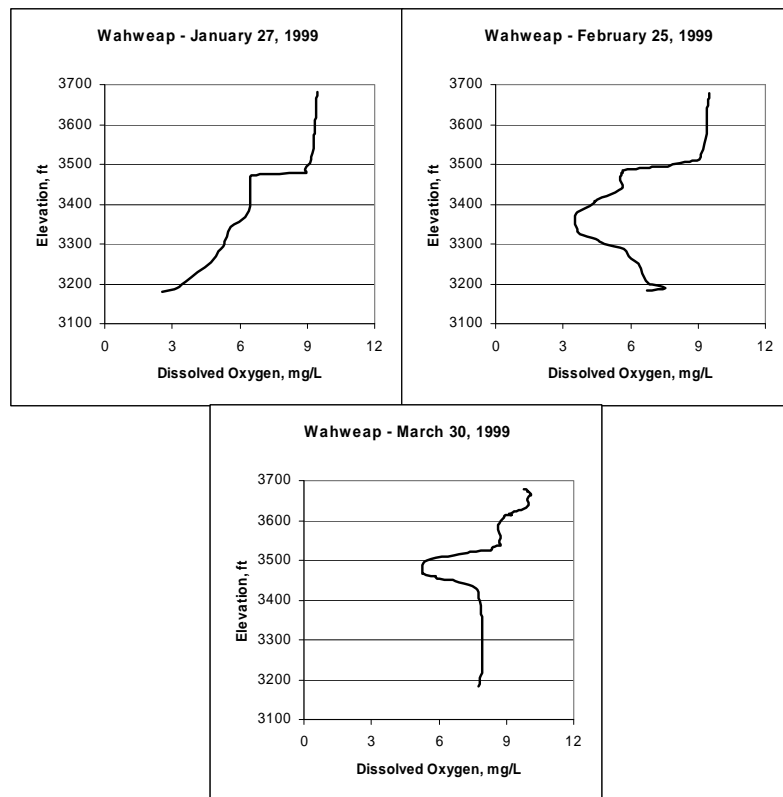 Wahweap - January 27, 1999
3700
3600
3500
3400
3300
3200
3100
Elevation, ft
0 3 6 9 12
Dissolved Oxygen, mg/L
Wahweap - February 25, 1999
3700
3600
3500
3400
3300
3200
3100
Elevation, ft
0 3 6 9 12
Dissolved Oxygen, mg/L
Wahweap - March 30, 1999
3700
3600
3500
3400
3300
3200
3100
Elevation, ft
0 3 6 9 12
Dissolved Oxygen, mg/L